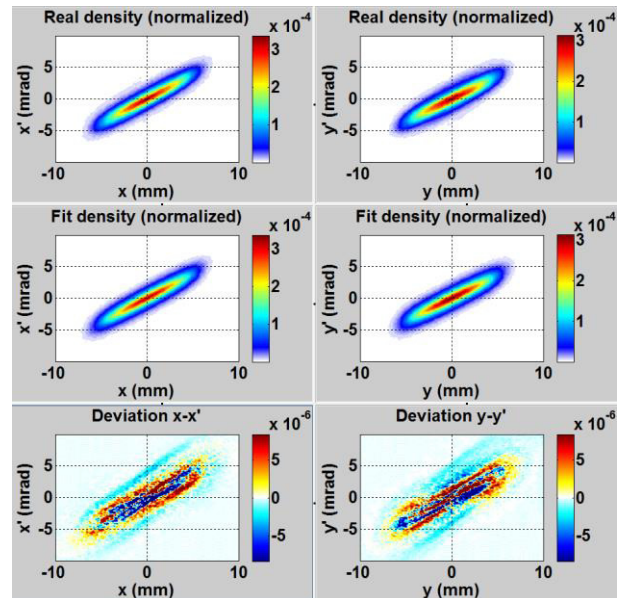 Real density (normalized)
x 10⁻⁴
x' (mrad)
5
0
-5
-10 0 10
x (mm)
3
2
1
Real density (normalized)
x 10⁻⁴
y' (mrad)
5
0
-5
-10 0 10
y (mm)
3
2
1
Fit density (normalized)
x 10⁻⁴
x' (mrad)
5
0
-5
-10 0 10
x (mm)
3
2
1
Fit density (normalized)
x 10⁻⁴
y' (mrad)
5
0
-5
-10 0 10
y (mm)
3
2
1
Deviation x-x'
x 10⁻⁶
x' (mrad)
5
0
-5
-10 0 10
x (mm)
5
0
-5
Deviation y-y'
x 10⁻⁶
y' (mrad)
5
0
-5
-10 0 10
y (mm)
5
0
-5